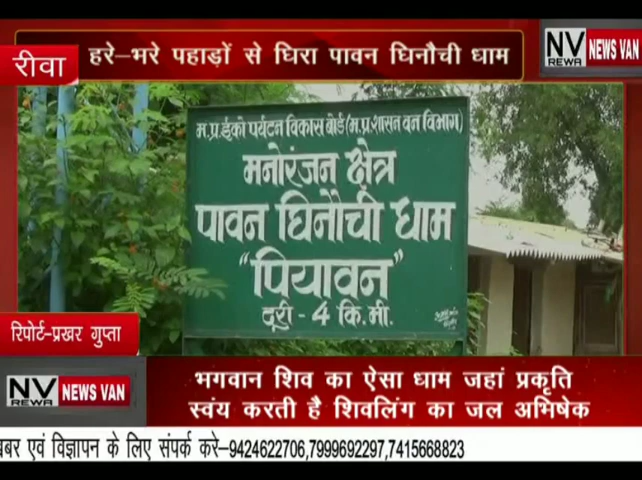 हरे–भरे पहाड़ों से घिरा पावन घिनौची धाम
रीवा
NV
REWA
NEWS VAN
म.प्र.ईको पर्यटन विकास बोर्ड (म.प्र.शासन वन विभाग)
मनोरंजन क्षेत्र
पावन घिनौची धाम
"पियावन"
दूरी - 4 कि.मी.
रिपोर्ट–प्रखर गुप्ता
NV
REWA
NEWS VAN
भगवान शिव का ऐसा धाम जहां प्रकृति
स्वंय करती है शिवलिंग का जल अभिषेक
खबर एवं विज्ञापन के लिए संपर्क करे–9424622706,7999692297,7415668823